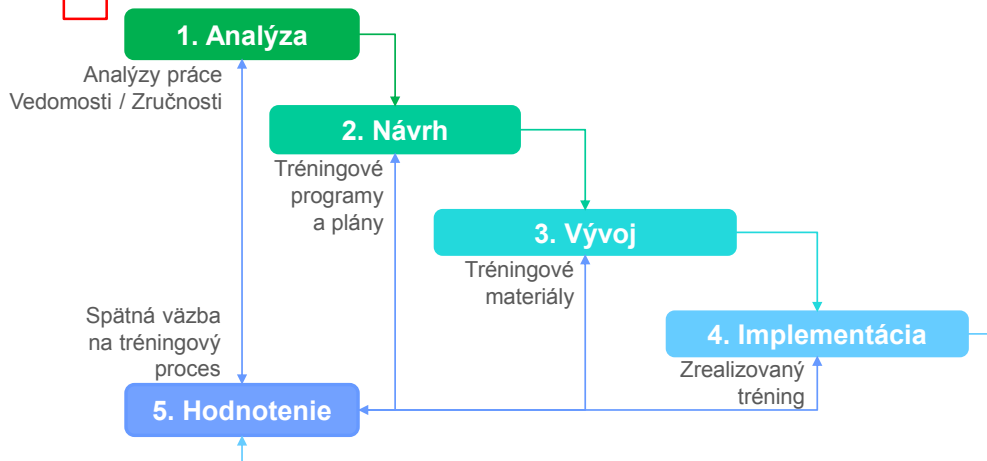 1. Analýza
Analýzy práce
Vedomosti / Zručnosti
2. Návrh
Tréningové
programy
a plány
3. Vývoj
Tréningové
materiály
4. Implementácia
Zrealizovaný
tréning
Spätná väzba
na tréningový
proces
5. Hodnotenie